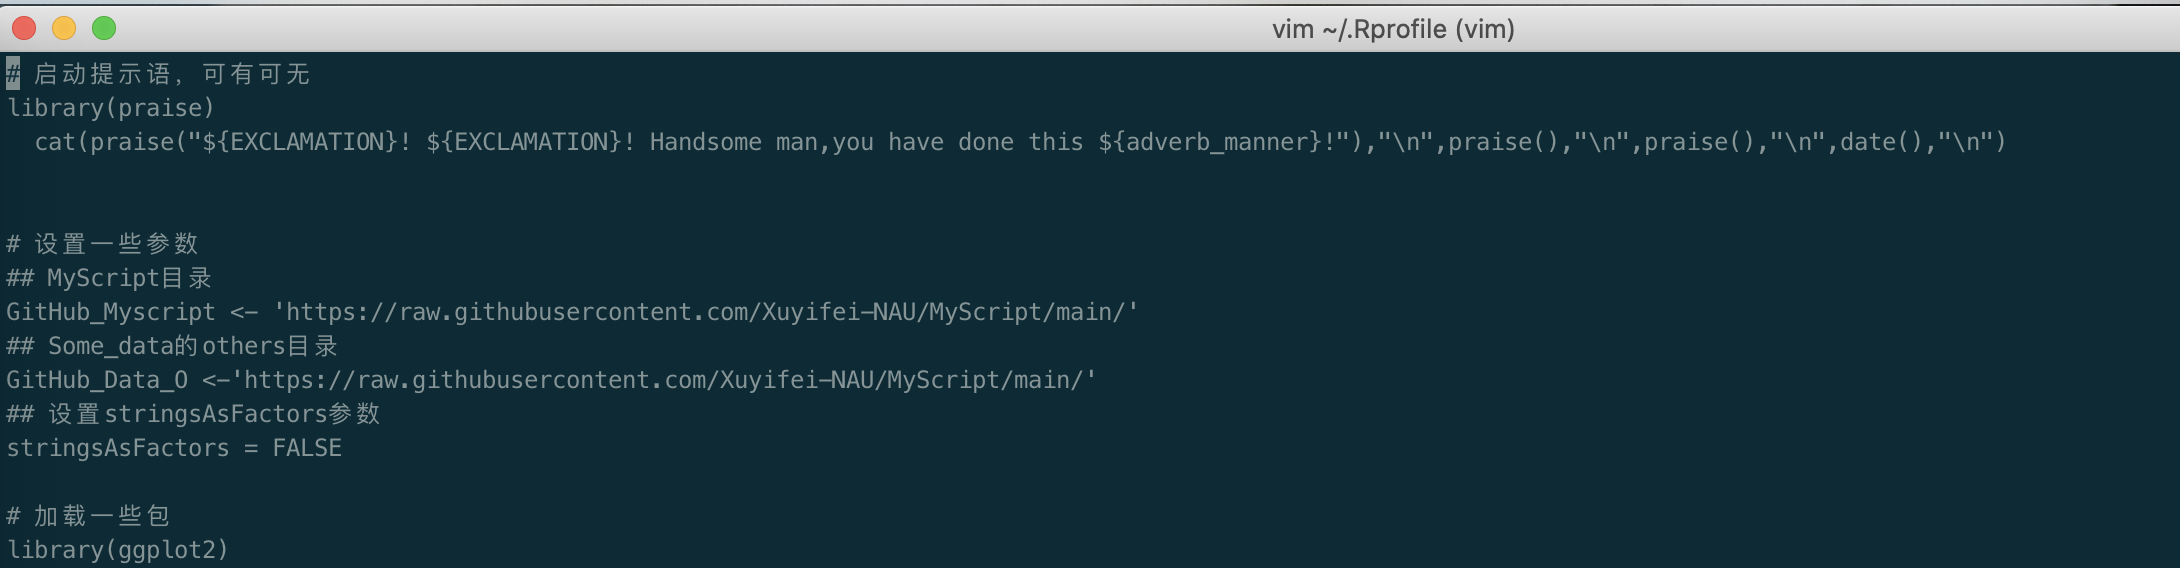 vim ~/.Rprofile (vim)
# 启动提示语，可有可无
library(praise)
  cat(praise("${EXCLAMATION}! ${EXCLAMATION}! Handsome man,you have done this ${adverb_manner}!"),"\n",praise(),"\n",praise(),"\n",date(),"\n")
# 设置一些参数
## MyScript目录
GitHub_Myscript <- 'https://raw.githubusercontent.com/Xuyifei-NAU/MyScript/main/'
## Some_data的others目录
GitHub_Data_O <-'https://raw.githubusercontent.com/Xuyifei-NAU/MyScript/main/'
## 设置stringsAsFactors参数
stringsAsFactors = FALSE
# 加载一些包
library(ggplot2)